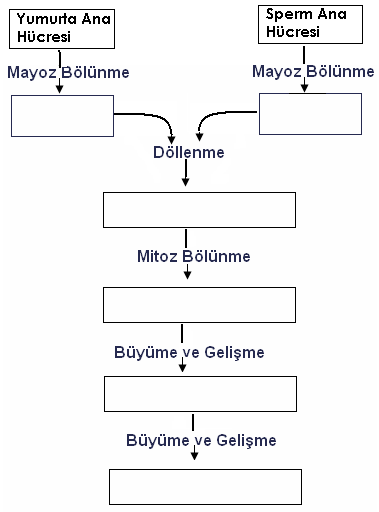 Yumurta Ana
Hücresi
Sperm Ana
Hücresi
Mayoz Bölünme
Mayoz Bölünme
Döllenme
Mitoz Bölünme
Büyüme ve Gelişme
Büyüme ve Gelişme